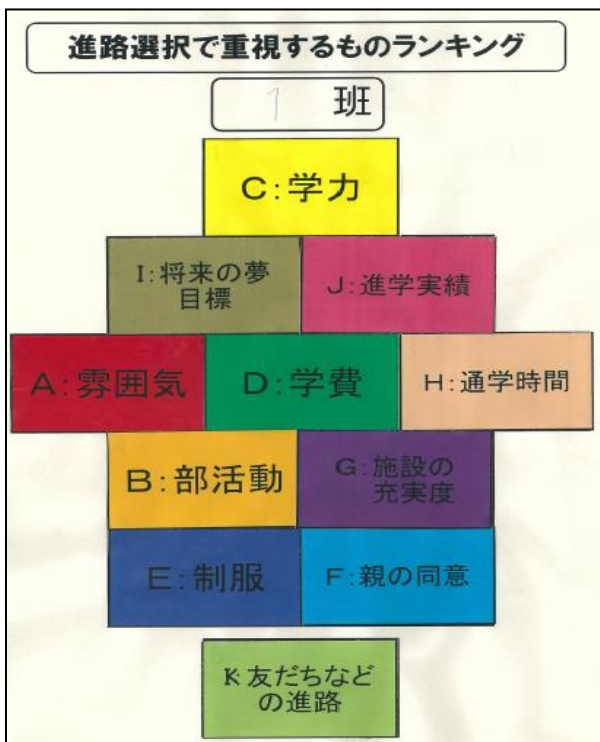 進路選択で重視するものランキング
1 班
C:学力
I:将来の夢
目標
J:進学実績
A:雰囲気
D:学費
H:通学時間
B:部活動
G:施設の
充実度
E:制服
F:親の同意
K友だちなど
の進路